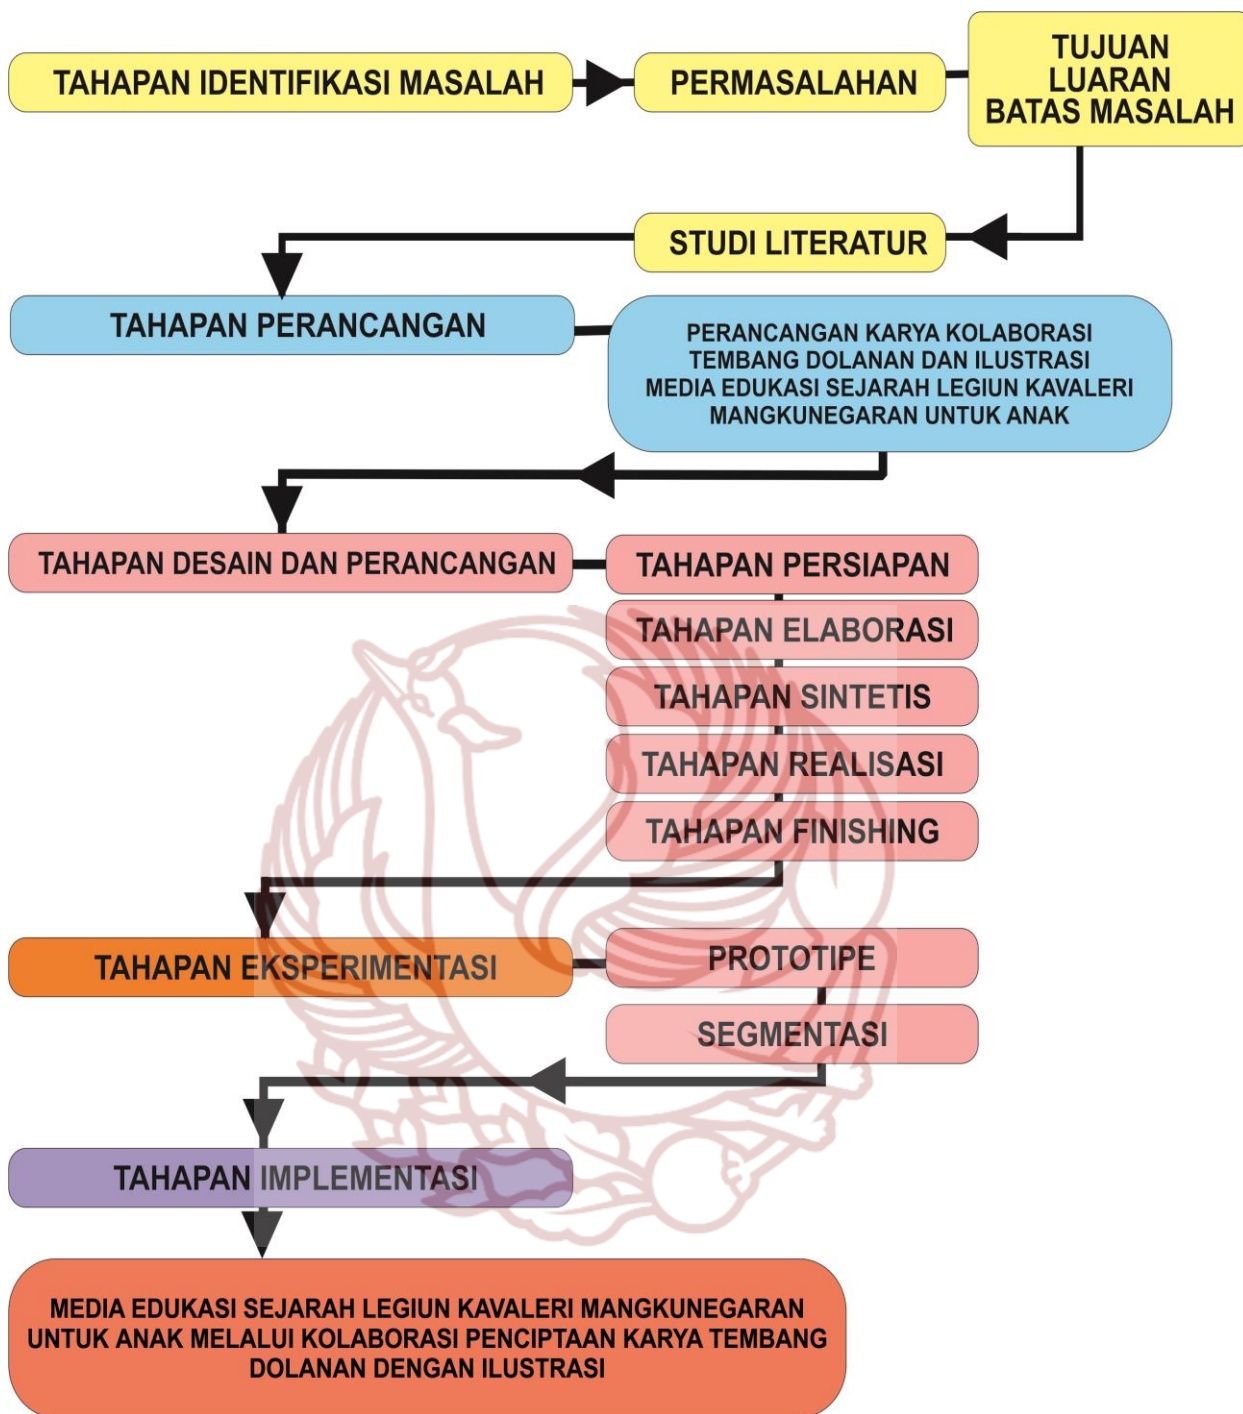 TAHAPAN IDENTIFIKASI MASALAH
PERMASALAHAN
TUJUAN
LUARAN
BATAS MASALAH
STUDI LITERATUR
TAHAPAN PERANCANGAN
PERANCANGAN KARYA KOLABORASI
TEMBANG DOLANAN DAN ILUSTRASI
MEDIA EDUKASI SEJARAH LEGIUN KAVALERI
MANGKUNEGARAN UNTUK ANAK
TAHAPAN DESAIN DAN PERANCANGAN
TAHAPAN PERSIAPAN
TAHAPAN ELABORASI
TAHAPAN SINTETIS
TAHAPAN REALISASI
TAHAPAN FINISHING
TAHAPAN EKSPERIMENTASI
PROTOTIPE
SEGMENTASI
TAHAPAN IMPLEMENTASI
MEDIA EDUKASI SEJARAH LEGIUN KAVALERI MANGKUNEGARAN
UNTUK ANAK MELALUI KOLABORASI PENCIPTAAN KARYA TEMBANG
DOLANAN DENGAN ILUSTRASI